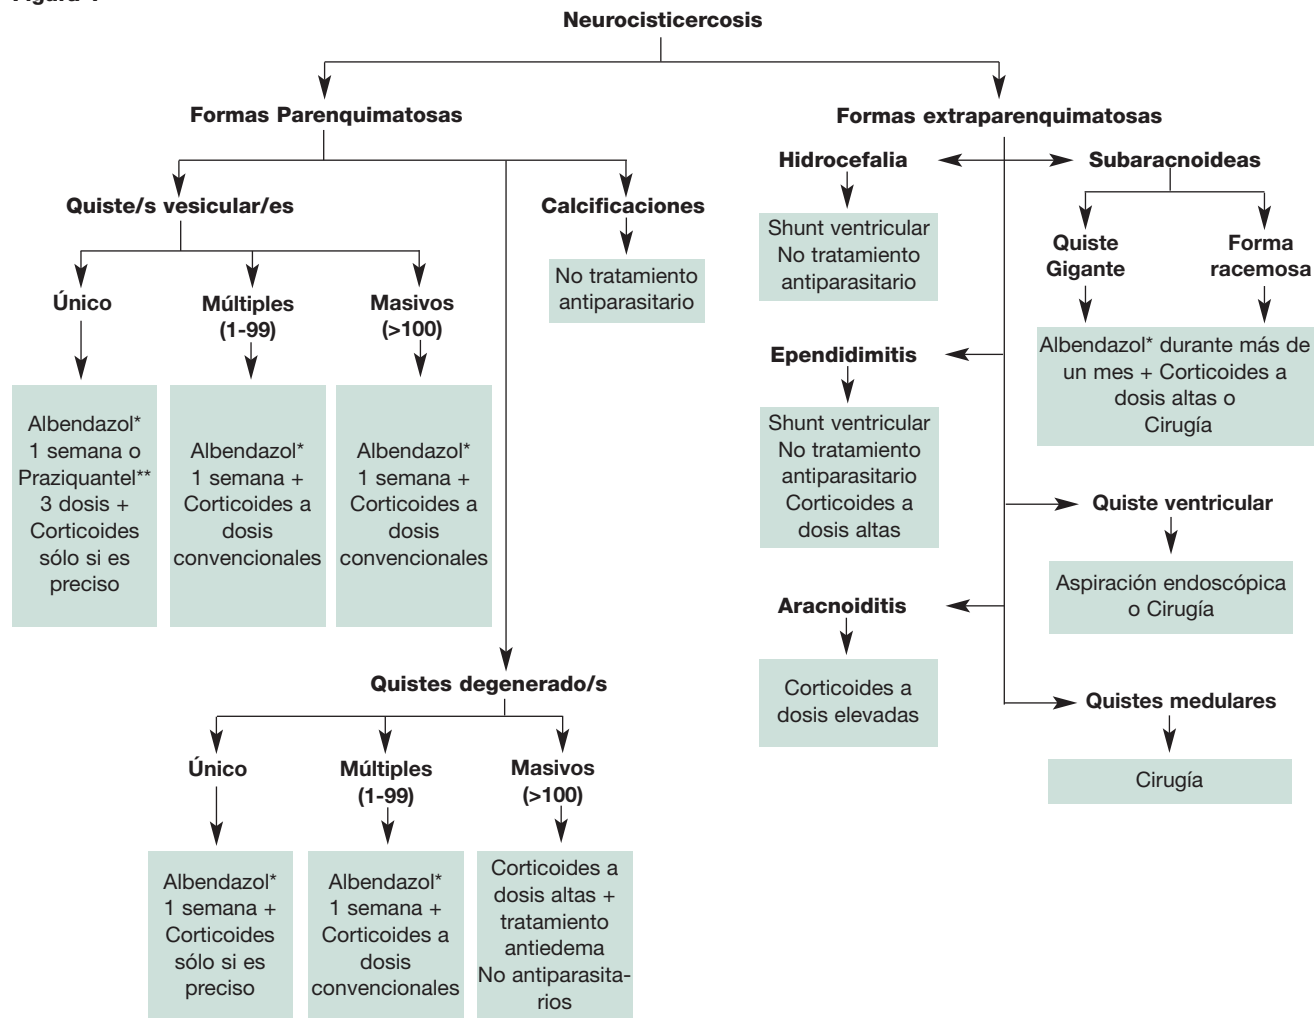 Neurocisticercosis
Formas Parenquimatosas
Formas extraparenquimatosas
Quiste/s vesicular/es
Calcificaciones
No tratamiento
antiparasitario
Único
Múltiples
(1-99)
Masivos
(>100)
Albendazol*
1 semana o
Praziquantel**
3 dosis +
Corticoides
sólo si es
preciso
Albendazol*
1 semana +
Corticoides a
dosis
convencionales
Albendazol*
1 semana +
Corticoides a
dosis
convencionales
Quistes degenerado/s
Único
Múltiples
(1-99)
Masivos
(>100)
Albendazol*
1 semana +
Corticoides
sólo si es
preciso
Albendazol*
1 semana +
Corticoides a
dosis
convencionales
Corticoides a
dosis altas +
tratamiento
antiedema
No antiparasita-
rios
Hidrocefalia
Shunt ventricular
No tratamiento
antiparasitario
Subaracnoideas
Quiste
Gigante
Forma
racemosa
Albendazol* durante más de
un mes + Corticoides a
dosis altas o
Cirugía
Ependidimitis
Shunt ventricular
No tratamiento
antiparasitario
Corticoides a
dosis altas
Quiste ventricular
Aspiración endoscópica
o Cirugía
Aracnoiditis
Corticoides a
dosis elevadas
Quistes medulares
Cirugía